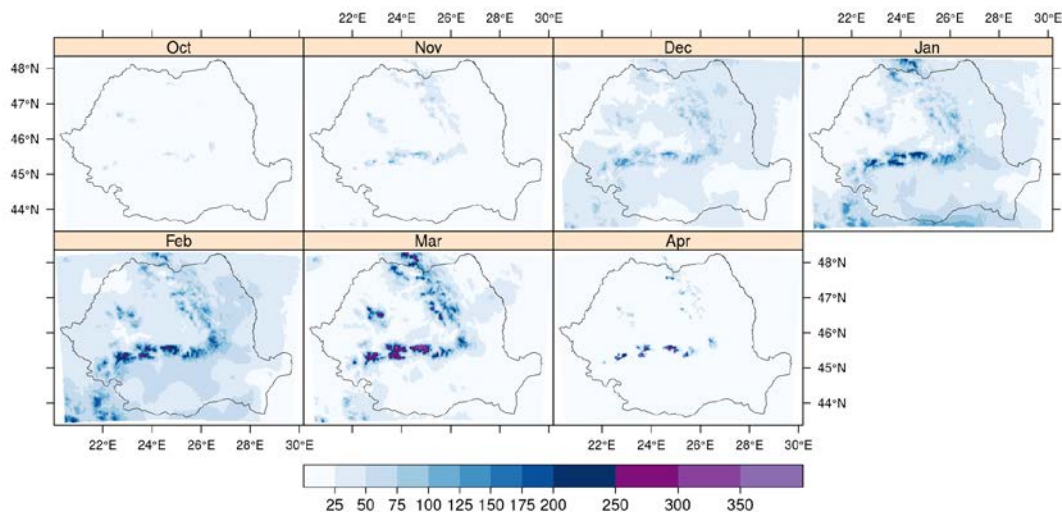 22°E 24°E 26°E 28°E 30°E 22°E 24°E 26°E 28°E 30°E
Oct Nov Dec Jan
48°N
47°N
46°N
45°N
44°N
Feb Mar Apr
48°N
47°N
46°N
45°N
44°N
22°E 24°E 26°E 28°E 30°E 22°E 24°E 26°E 28°E 30°E
25 50 75 100 125 150 175 200 250 300 350